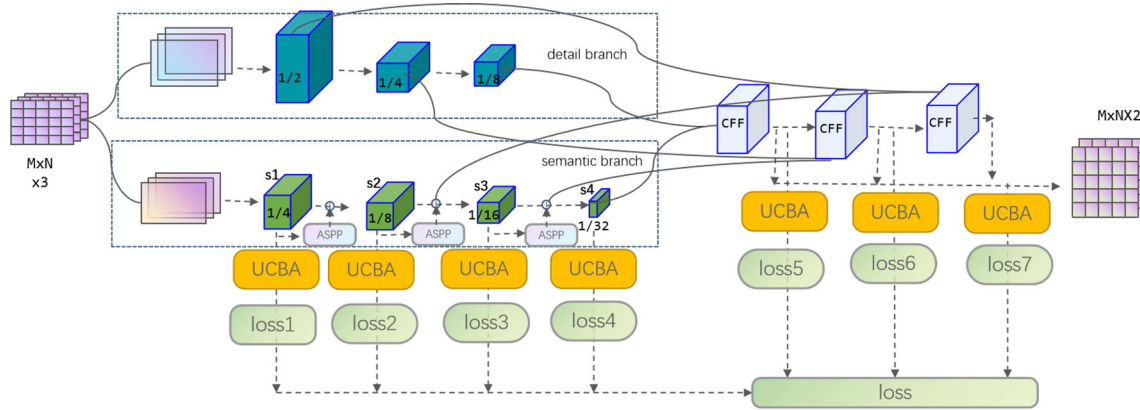 1/2
1/4
1/8
detail branch
MxN
x3
CFF
CFF
CFF
MxNX2
semantic branch
s1
1/4
s2
1/8
s3
1/16
s4
1/32
ASPP
ASPP
ASPP
UCBA
UCBA
UCBA
UCBA
UCBA
UCBA
UCBA
loss1
loss2
loss3
loss4
loss5
loss6
loss7
loss